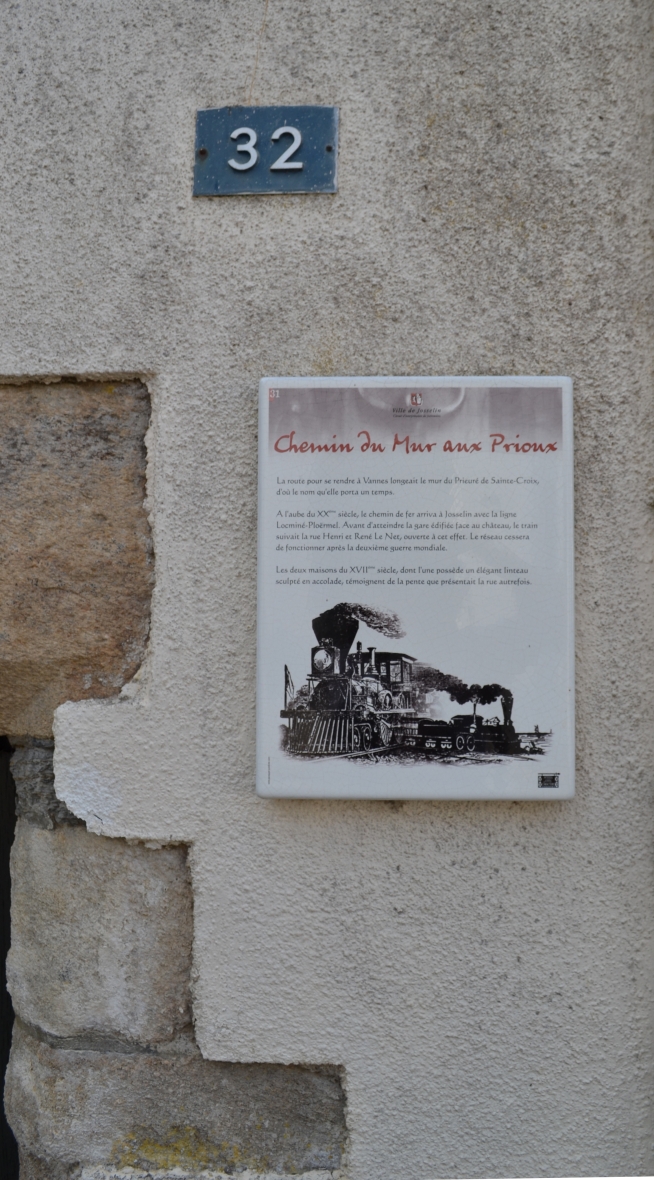 32
31
Ville de Josselin
Chemin du Mur aux Prioux
La route pour se rendre à Vannes longeait le mur du Prieuré de Sainte-Croix,
d'où le nom qu'elle porta un temps.
A l'aube du XXème siècle, le chemin de fer arriva à Josselin avec la ligne
Locminé-Ploërmel. Avant d'atteindre la gare édifiée face au château, le train
suivait la rue Henri et René Le Net, ouverte à cet effet. Le réseau cessera
de fonctionner après la deuxième guerre mondiale.
Les deux maisons du XVIIème siècle, dont l'une possède un élégant linteau
sculpté en accolade, témoignent de la pente que présentait la rue autrefois.